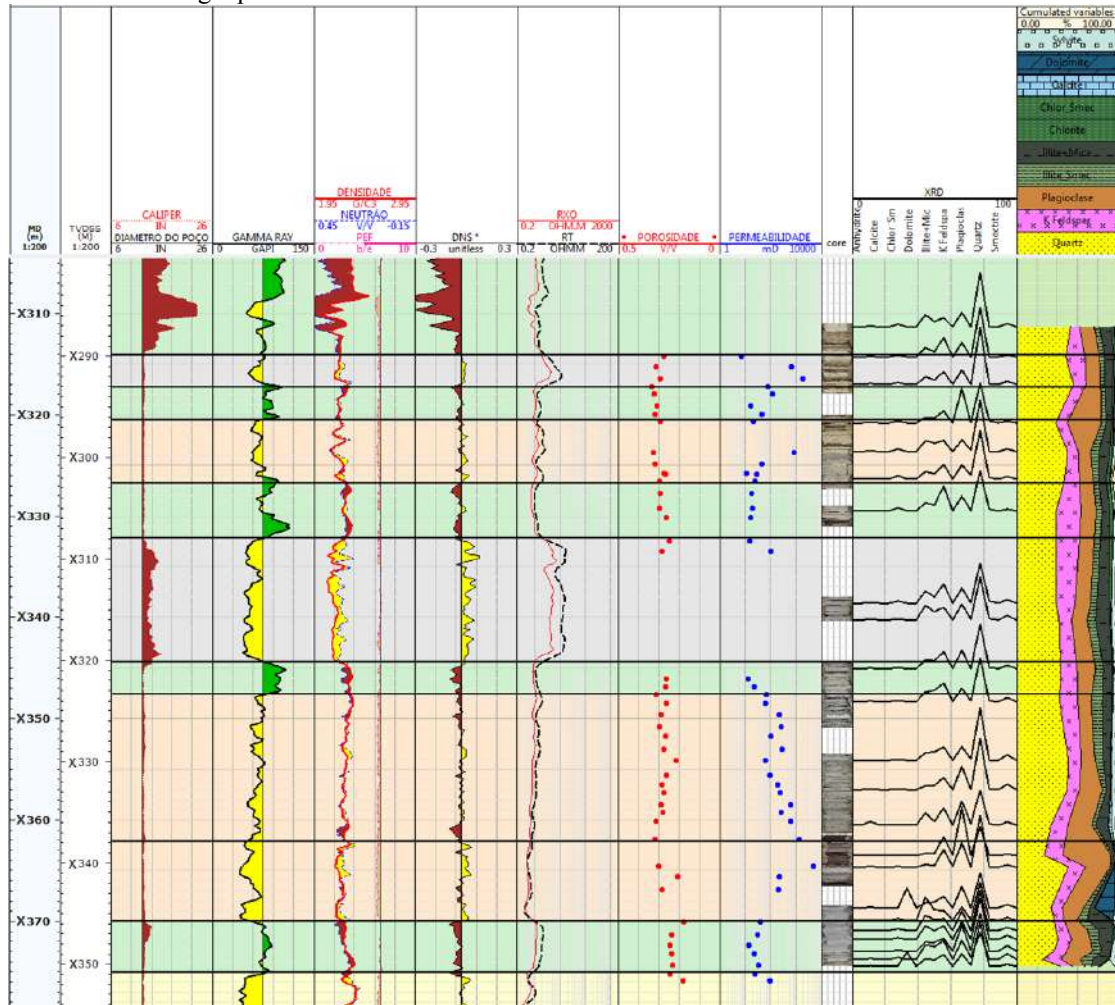 Cumulated variables
0.00 % 100.00
Sylvite
Dolomite
Calcite
Chlor_Smec
Chlorite
Illite+Mica
Illite_Smec
Plagioclase
K Feldspar
Quartz
MD
(m)
1:200
TVDSS
(M)
1:200
CALIPER
6 IN 26
DIAMETRO DO POÇO
6 IN 26
GAMMA RAY
0 GAPI 150
DENSIDADE
1.95 G/C3 2.95
NEUTRÃO
0.45 V/V -0.15
PEF
0 b/e 10
DNS *
-0.3 unitless 0.3
RXO
0.2 OHMM 2000
RT
0.2 OHMM 200
POROSIDADE
0.5 V/V 0
PERMEABILIDADE
1 mD 10000
core
XRD
0 100
Anhydrite
Calcite
Chlor Sm
Dolomite
Illite+Mic
K Feldspa
Plagioclas
Quartz
Smectite
X310
X290
X320
X300
X330
X310
X340
X320
X350
X330
X360
X340
X370
X350